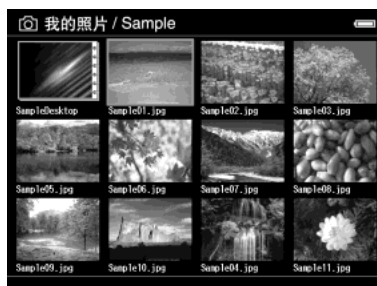 我的照片 / Sample
SampleDesktop
Sample01.jpg
Sample02.jpg
Sample03.jpg
Sample05.jpg
Sample06.jpg
Sample07.jpg
Sample08.jpg
Sample09.jpg
Sample10.jpg
Sample04.jpg
Sample11.jpg